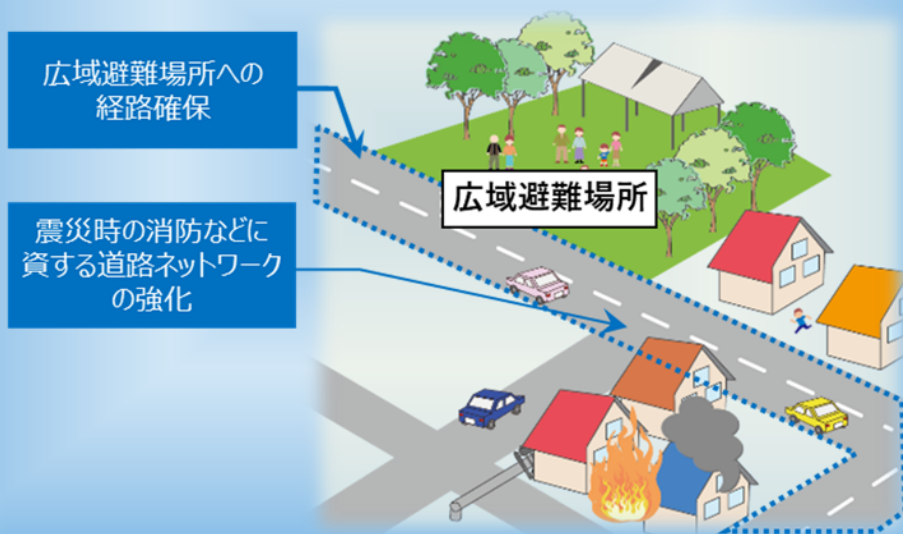 広域避難場所への
経路確保
広域避難場所
震災時の消防などに
資する道路ネットワーク
の強化